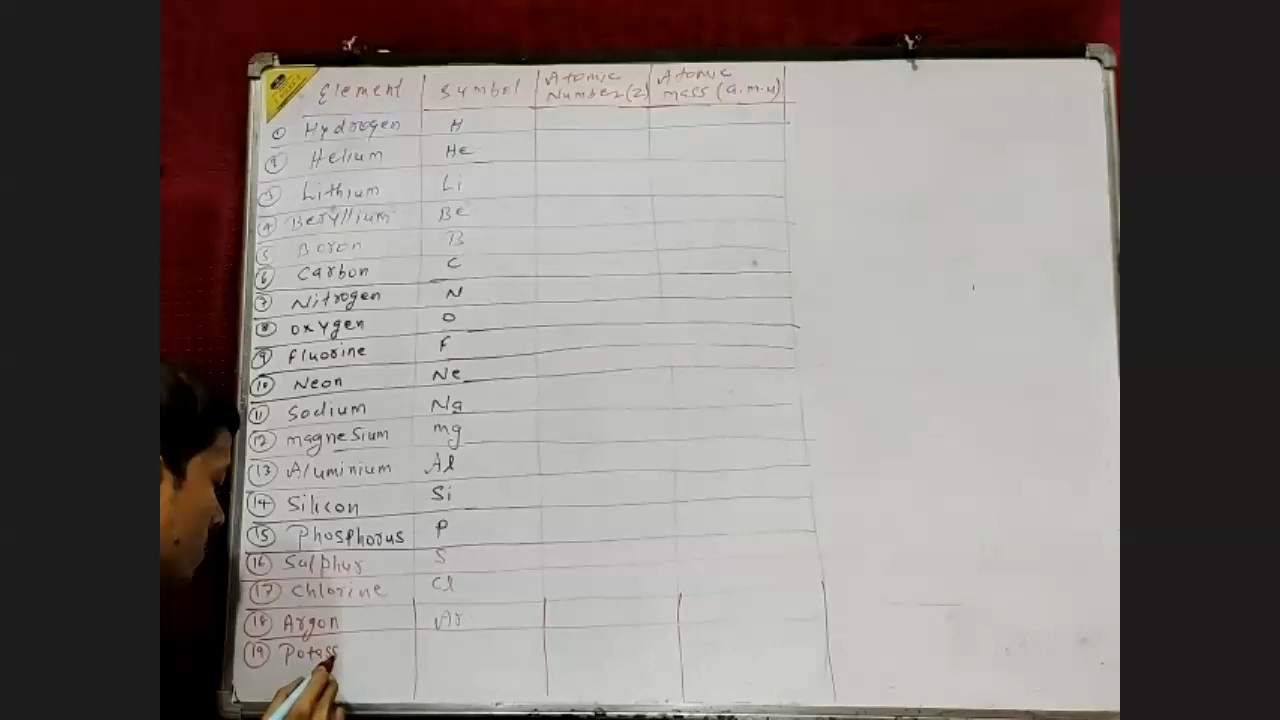 Element Symbol Atomic Number(Z) Atomic mass (a.m.u)
① Hydrogen H
2 Helium He
3 Lithium Li
4 Beryllium Be
5 Boron B
6 Carbon C
7 Nitrogen N
8 Oxygen O
9 Fluorine F
10 Neon Ne
11 Sodium Na
12 magnesium mg
13 Aluminium Al
14 Silicon Si
15 Phosphorus P
16 Sulphur S
17 Chlorine Cl
18 Argon Ar
19 Potass